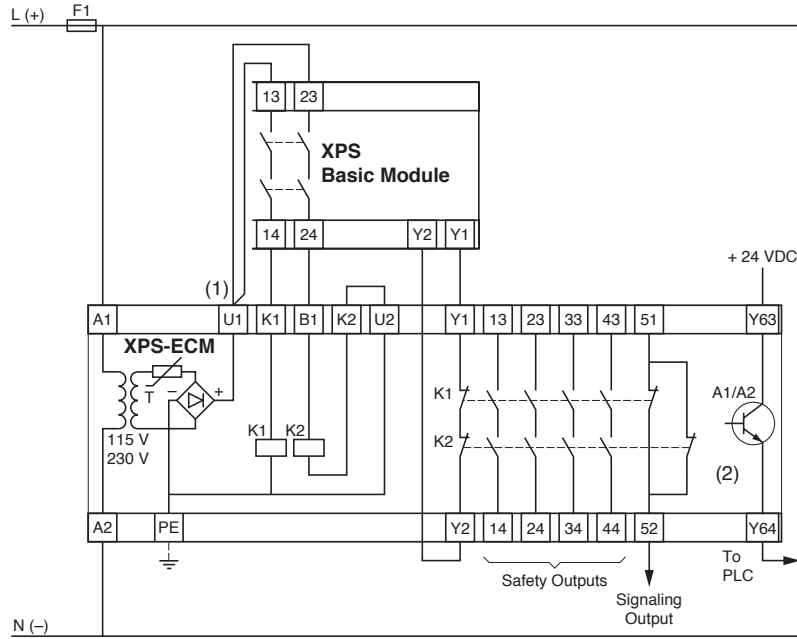 L (+)
F1
13 23
XPS
Basic Module
14 24 Y2 Y1
+ 24 VDC
(1)
A1 U1 K1 B1 K2 U2 Y1 13 23 33 43 51 Y63
XPS-ECM
T
–
+
A1/A2
K1
115 V
230 V
K1 K2
K2
(2)
A2 PE Y2 14 24 34 44 52 Y64
To
PLC
Safety Outputs
Signaling
Output
N (–)